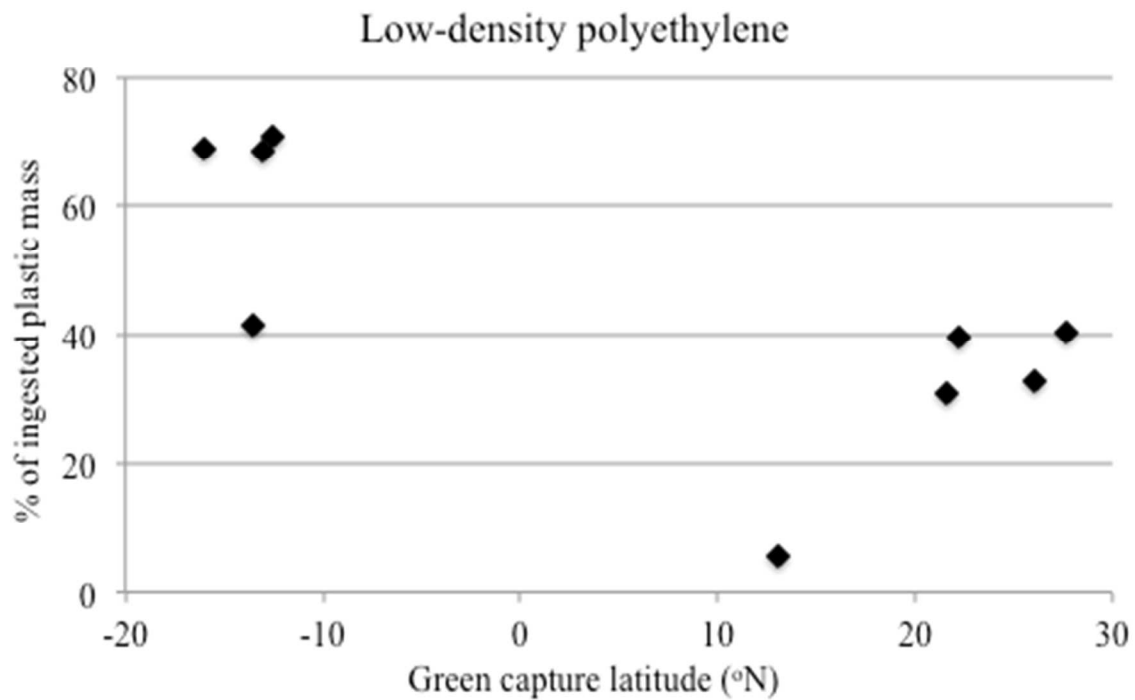 Low-density polyethylene
80
60
40
20
0
-20 -10 0 10 20 30
% of ingested plastic mass
Green capture latitude (ᵒN)